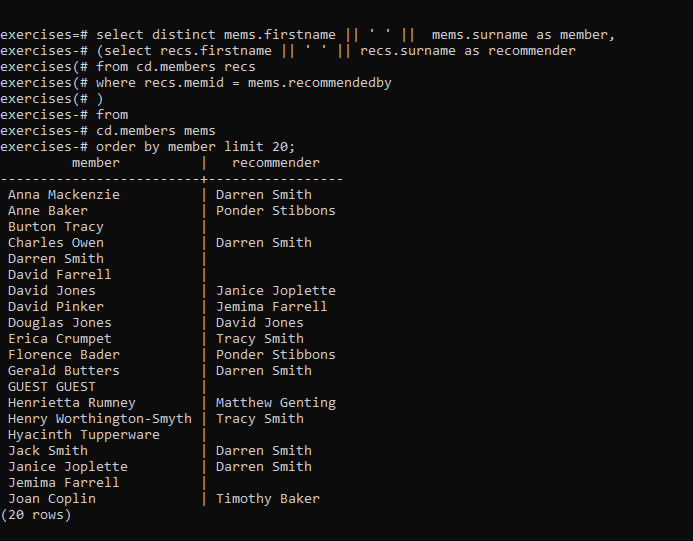 exercises=# select distinct mems.firstname || ' ' ||  mems.surname as member,
exercises-# (select recs.firstname || ' ' || recs.surname as recommender
exercises(# from cd.members recs
exercises(# where recs.memid = mems.recommendedby
exercises(# )
exercises-# from
exercises-# cd.members mems
exercises-# order by member limit 20;
         member         |   recommender
------------------------+-----------------
 Anna Mackenzie         | Darren Smith
 Anne Baker             | Ponder Stibbons
 Burton Tracy           |
 Charles Owen           | Darren Smith
 Darren Smith           |
 David Farrell          |
 David Jones            | Janice Joplette
 David Pinker           | Jemima Farrell
 Douglas Jones          | David Jones
 Erica Crumpet          | Tracy Smith
 Florence Bader         | Ponder Stibbons
 Gerald Butters         | Darren Smith
 GUEST GUEST            |
 Henrietta Rumney       | Matthew Genting
 Henry Worthington-Smyth | Tracy Smith
 Hyacinth Tupperware    |
 Jack Smith             | Darren Smith
 Janice Joplette        | Darren Smith
 Jemima Farrell         |
 Joan Coplin            | Timothy Baker
(20 rows)